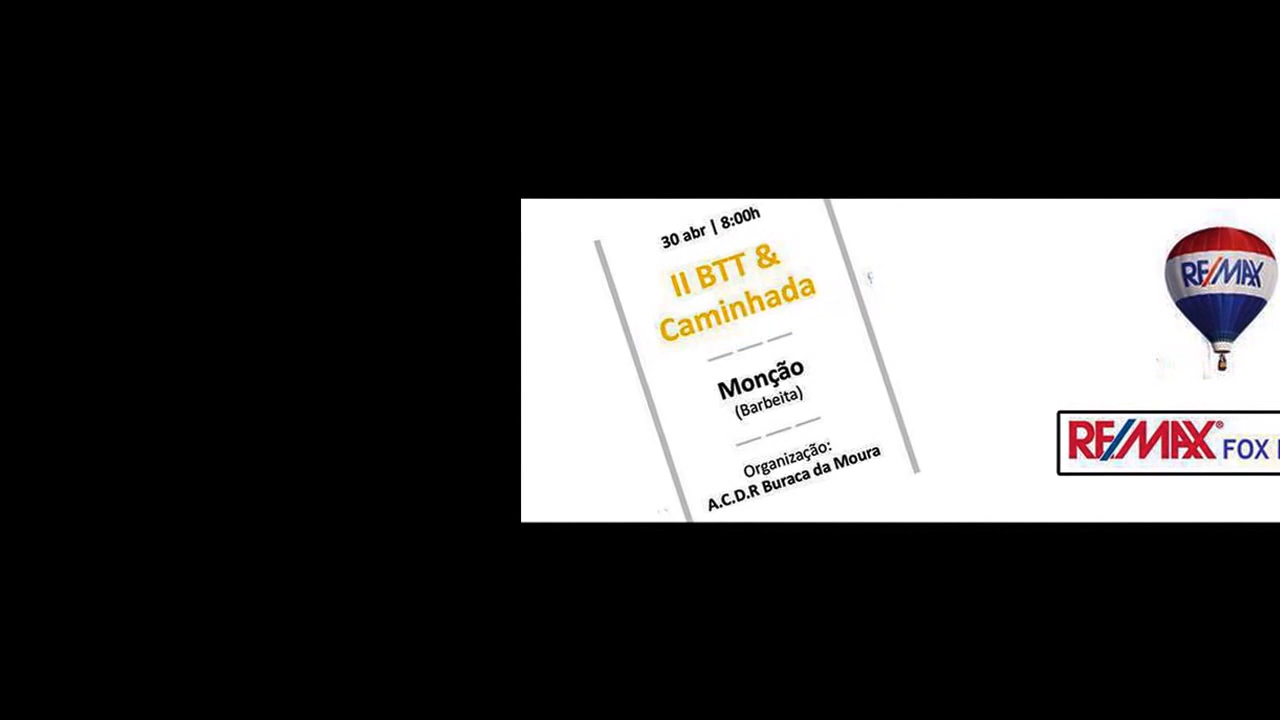 30 abr | 8:00h
II BTT &
Caminhada
Monção
(Barbeita)
Organização:
A.C.D.R Buraca da Moura
RE/MAX
RE/MAX® FOX